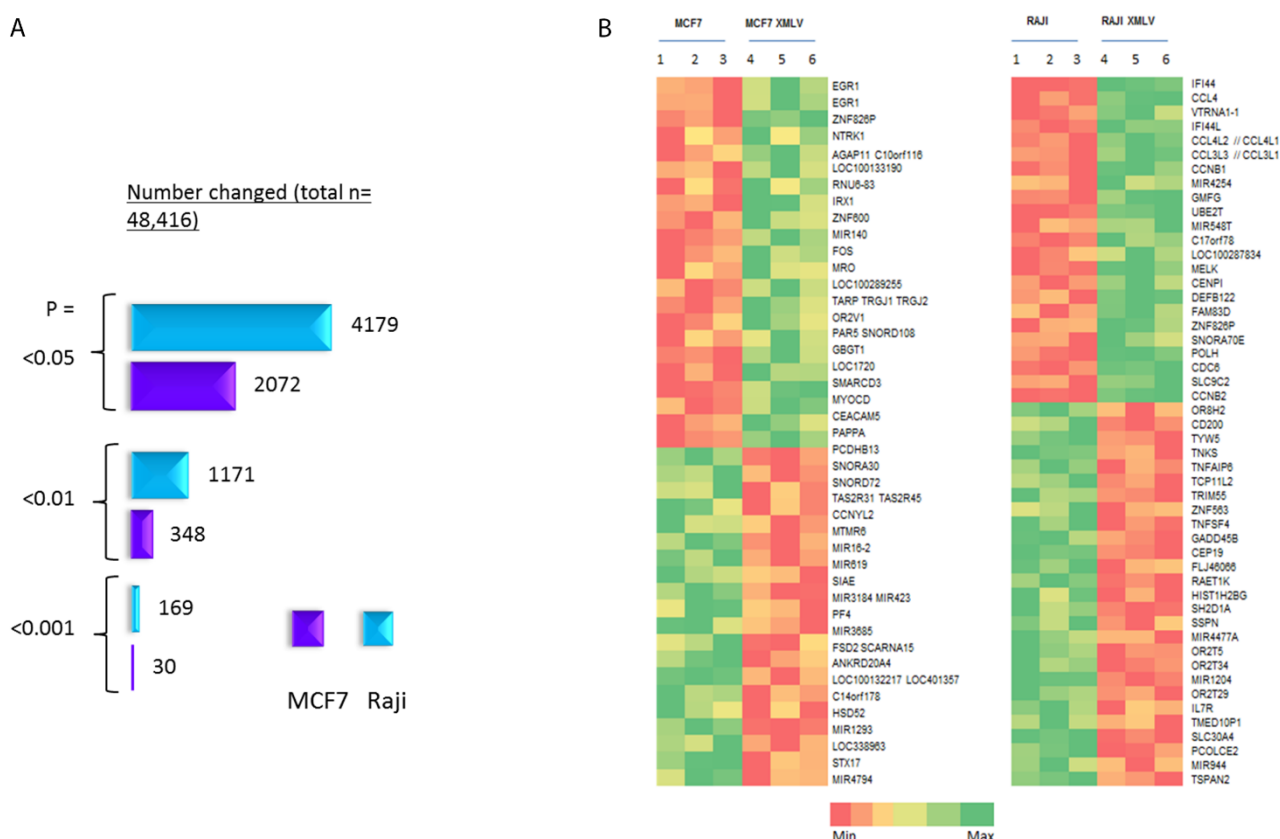 A
Number changed (total n=
48,416)
P =
<0.05
4179
2072
<0.01
1171
348
<0.001
169
30
MCF7 Raji
B
MCF7 MCF7 XMLV
1 2 3 4 5 6
EGR1
EGR1
ZNF826P
NTRK1
AGAP11 C10orf116
LOC100133190
RNU6-83
IRX1
ZNF600
MIR140
FOS
MRO
LOC100289255
TARP TRGJ1 TRGJ2
OR2V1
PAR5 SNORD108
GBGT1
LOC1720
SMARCD3
MYOCD
CEACAM5
PAPPA
PCDHB13
SNORA30
SNORD72
TAS2R31 TAS2R45
CCNYL2
MTMR6
MIR16-2
MIR619
SIAE
MIR3184 MIR423
PF4
MIR3685
FSD2 SCARNA15
ANKRD20A4
LOC100132217 LOC401357
C14orf178
HSD52
MIR1293
LOC338963
STX17
MIR4794
RAJI RAJI XMLV
1 2 3 4 5 6
IFI44
CCL4
VTRNA1-1
IFI44L
CCL4L2 // CCL4L1
CCL3L3 // CCL3L1
CCNB1
MIR4254
GMFG
UBE2T
MIR548T
C17orf78
LOC100287834
MELK
CENPI
DEFB122
FAM83D
ZNF826P
SNORA70E
POLH
CDC6
SLC9C2
CCNB2
OR8H2
CD200
TYW5
TNKS
TNFAIP6
TCP11L2
TRIM55
ZNF563
TNFSF4
GADD45B
CEP19
FLJ46066
RAET1K
HIST1H2BG
SH2D1A
SSPN
MIR4477A
OR2T5
OR2T34
MIR1204
OR2T29
IL7R
TMED10P1
SLC30A4
PCOLCE2
MIR944
TSPAN2
Min Max